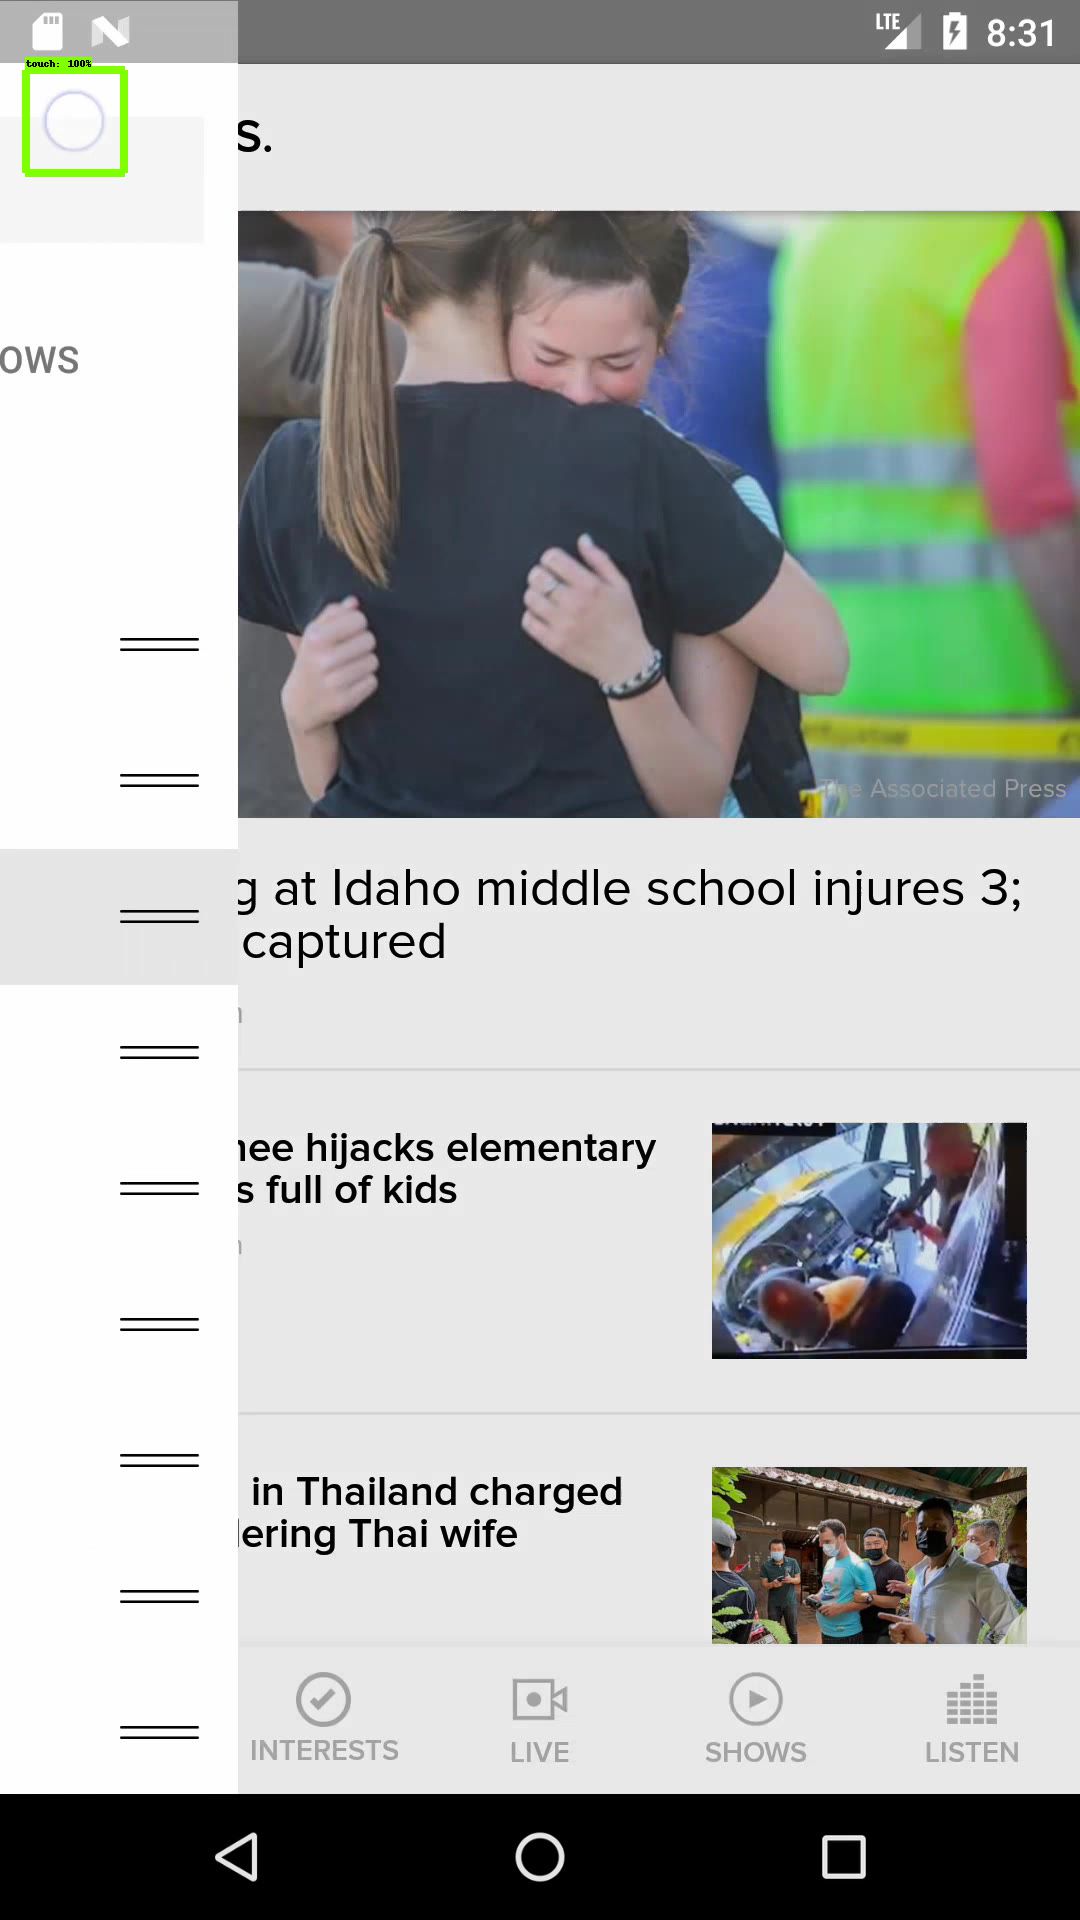 LTE 8:31
touch: 100%
s.
ows
The Associated Press
g at Idaho middle school injures 3;
captured
nee hijacks elementary
s full of kids
in Thailand charged
dering Thai wife
INTERESTS
LIVE
SHOWS
LISTEN